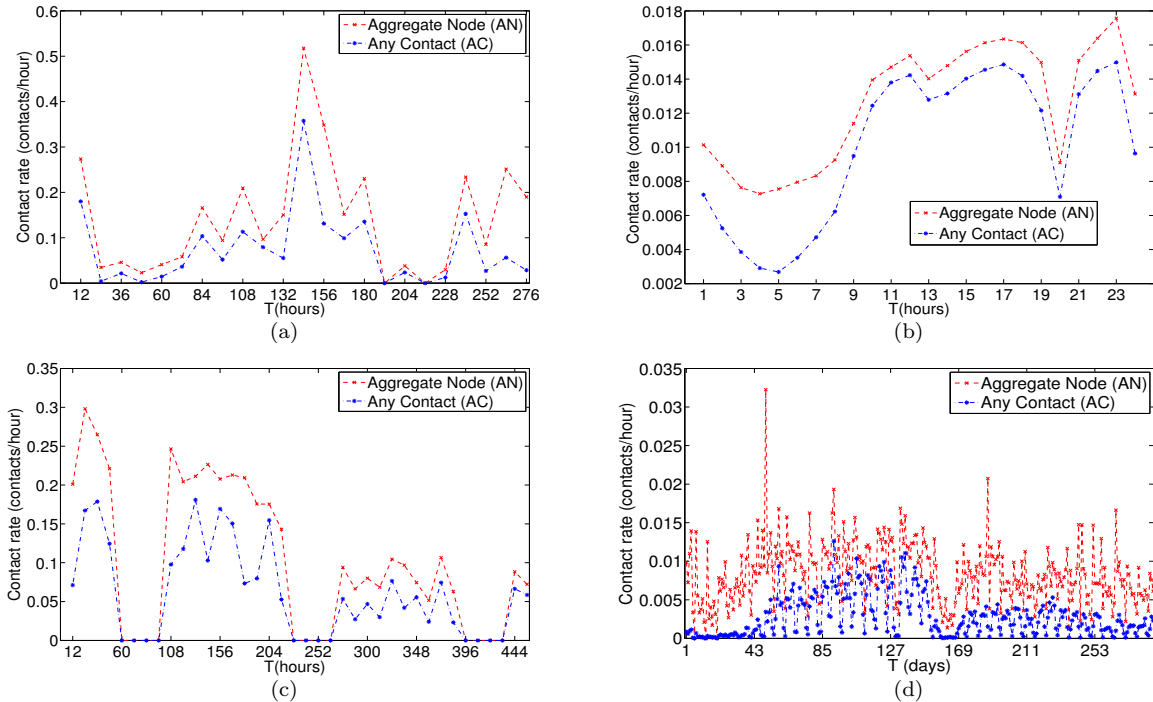 0.6
0.5
0.4
0.3
0.2
0.1
0
Contact rate (contacts/hour)
Aggregate Node (AN)
Any Contact (AC)
12 36 60 84 108 132 156 180 204 228 252 276
T(hours)
(a)
0.018
0.016
0.014
0.012
0.01
0.008
0.006
0.004
0.002
Contact rate (contacts/hour)
Aggregate Node (AN)
Any Contact (AC)
1 3 5 7 9 11 13 15 17 19 21 23
T(hours)
(b)
0.35
0.3
0.25
0.2
0.15
0.1
0.05
0
Contact rate (contacts/hour)
Aggregate Node (AN)
Any Contact (AC)
12 60 108 156 204 252 300 348 396 444
T(hours)
(c)
0.035
0.03
0.025
0.02
0.015
0.01
0.005
0
Contact rate (contacts/hour)
Aggregate Node (AN)
Any Contact (AC)
1 43 85 127 169 211 253
T (days)
(d)